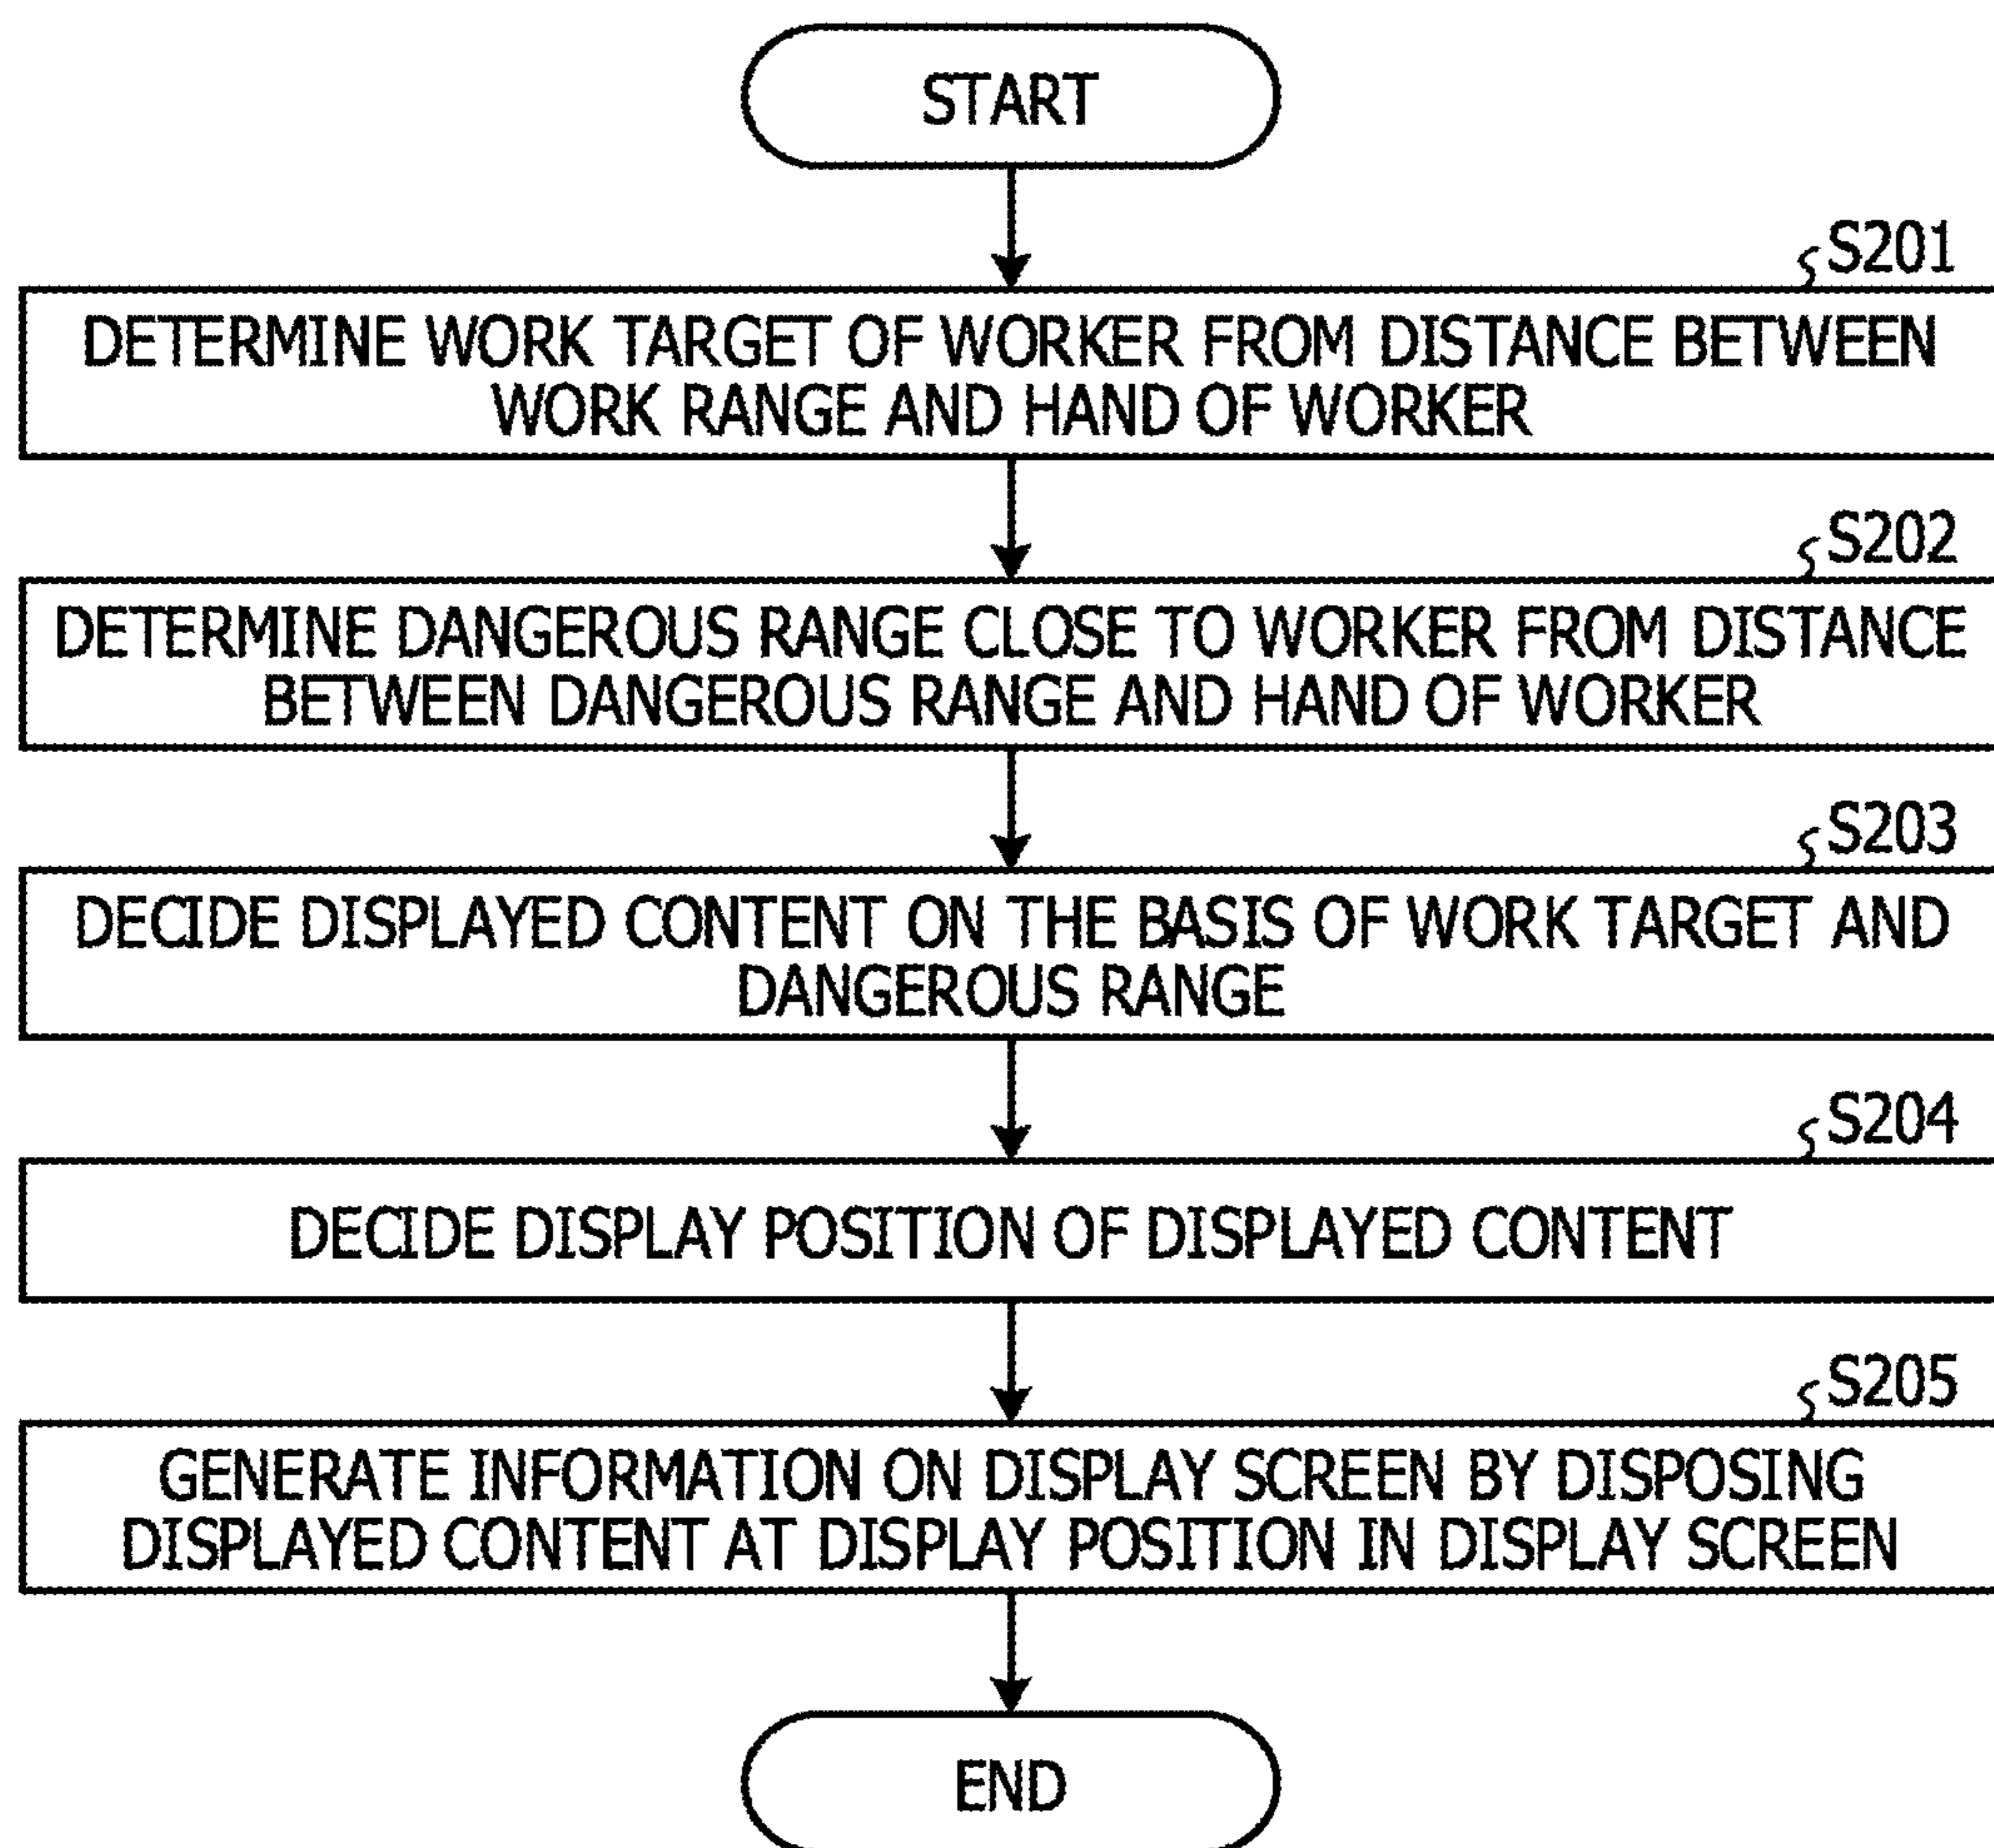 START
S201
DETERMINE WORK TARGET OF WORKER FROM DISTANCE BETWEEN
WORK RANGE AND HAND OF WORKER
S202
DETERMINE DANGEROUS RANGE CLOSE TO WORKER FROM DISTANCE
BETWEEN DANGEROUS RANGE AND HAND OF WORKER
S203
DECIDE DISPLAYED CONTENT ON THE BASIS OF WORK TARGET AND
DANGEROUS RANGE
S204
DECIDE DISPLAY POSITION OF DISPLAYED CONTENT
S205
GENERATE INFORMATION ON DISPLAY SCREEN BY DISPOSING
DISPLAYED CONTENT AT DISPLAY POSITION IN DISPLAY SCREEN
END